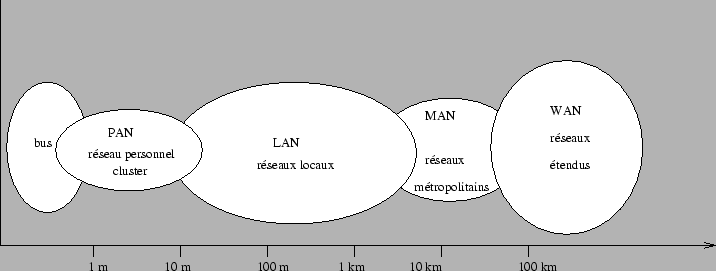 bus
PAN
réseau personnel
cluster
LAN
réseaux locaux
MAN
réseaux
métropolitains
WAN
réseaux
étendus
1 m 10 m 100 m 1 km 10 km 100 km